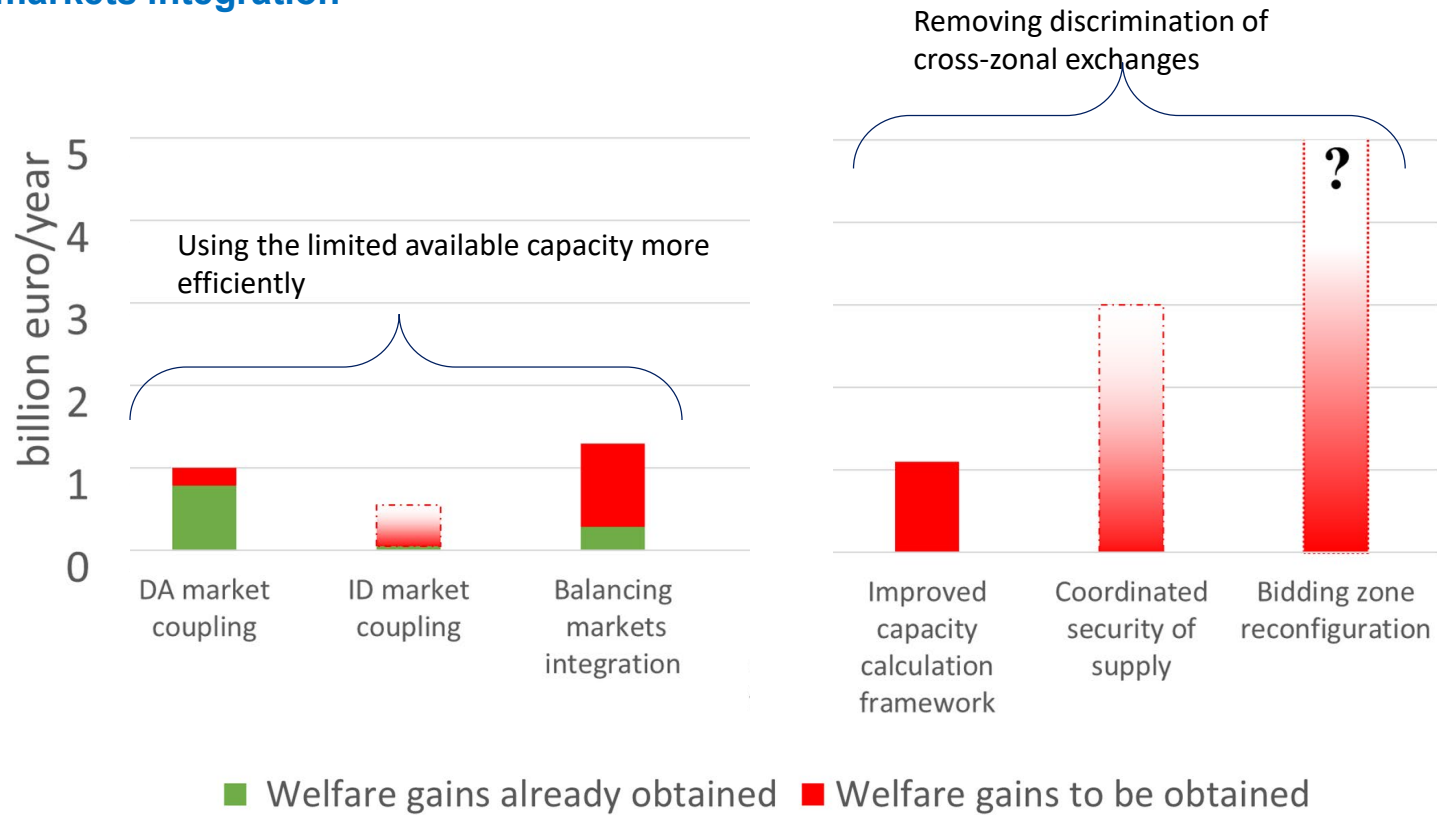 markets integration
Removing discrimination of
cross-zonal exchanges
billion euro/year
5
4
3
2
1
0
Using the limited available capacity more
efficiently
?
DA market
coupling
ID market
coupling
Balancing
markets
integration
Improved
capacity
calculation
framework
Coordinated
security of
supply
Bidding zone
reconfiguration
Welfare gains already obtained
Welfare gains to be obtained